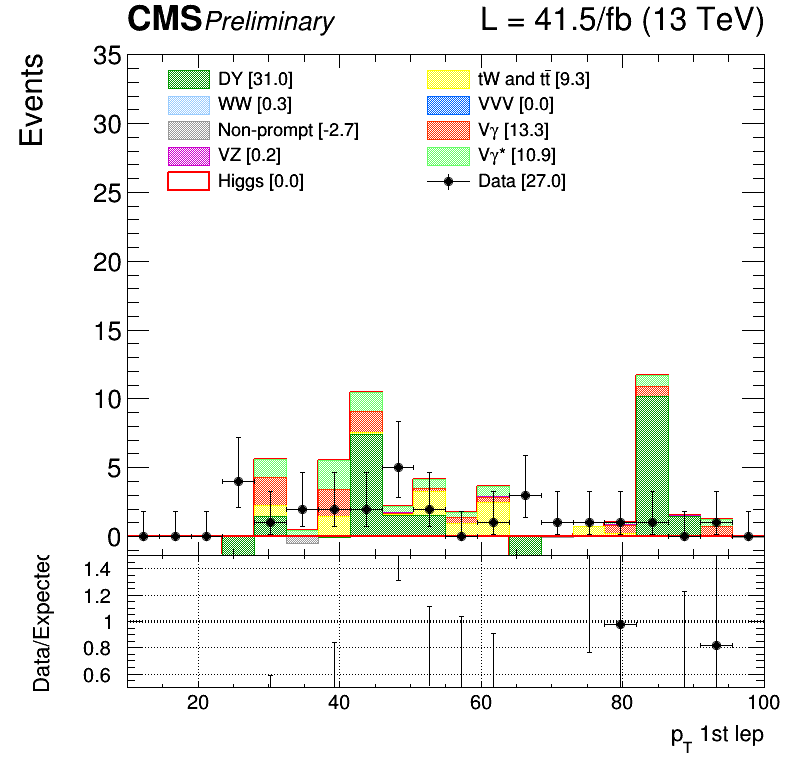 CMS Preliminary L = 41.5/fb (13 TeV)
Events
35
30
25
20
15
10
5
0
DY [31.0]
WW [0.3]
Non-prompt [-2.7]
VZ [0.2]
Higgs [0.0]
tW and tt̄ [9.3]
VVV [0.0]
Vγ [13.3]
Vγ* [10.9]
Data [27.0]
Data/Expected
1.4
1.2
1
0.8
0.6
20 40 60 80 100
p_T 1st lep